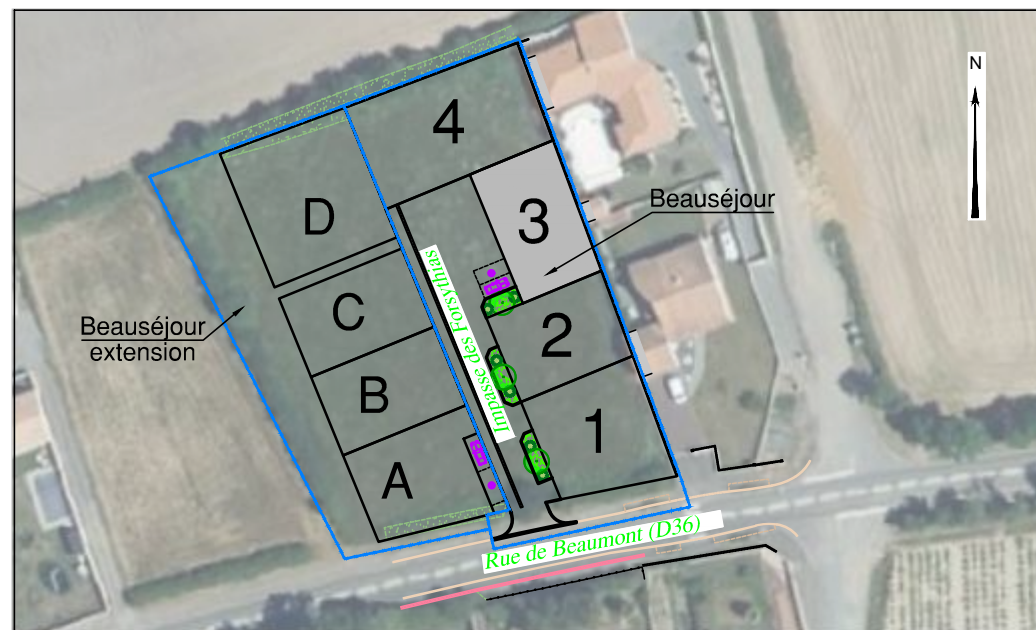 N
4
D
3
Beauséjour
Impasse des Forsythias
C
2
Beauséjour
extension
B
1
A
Rue de Beaumont (D36)